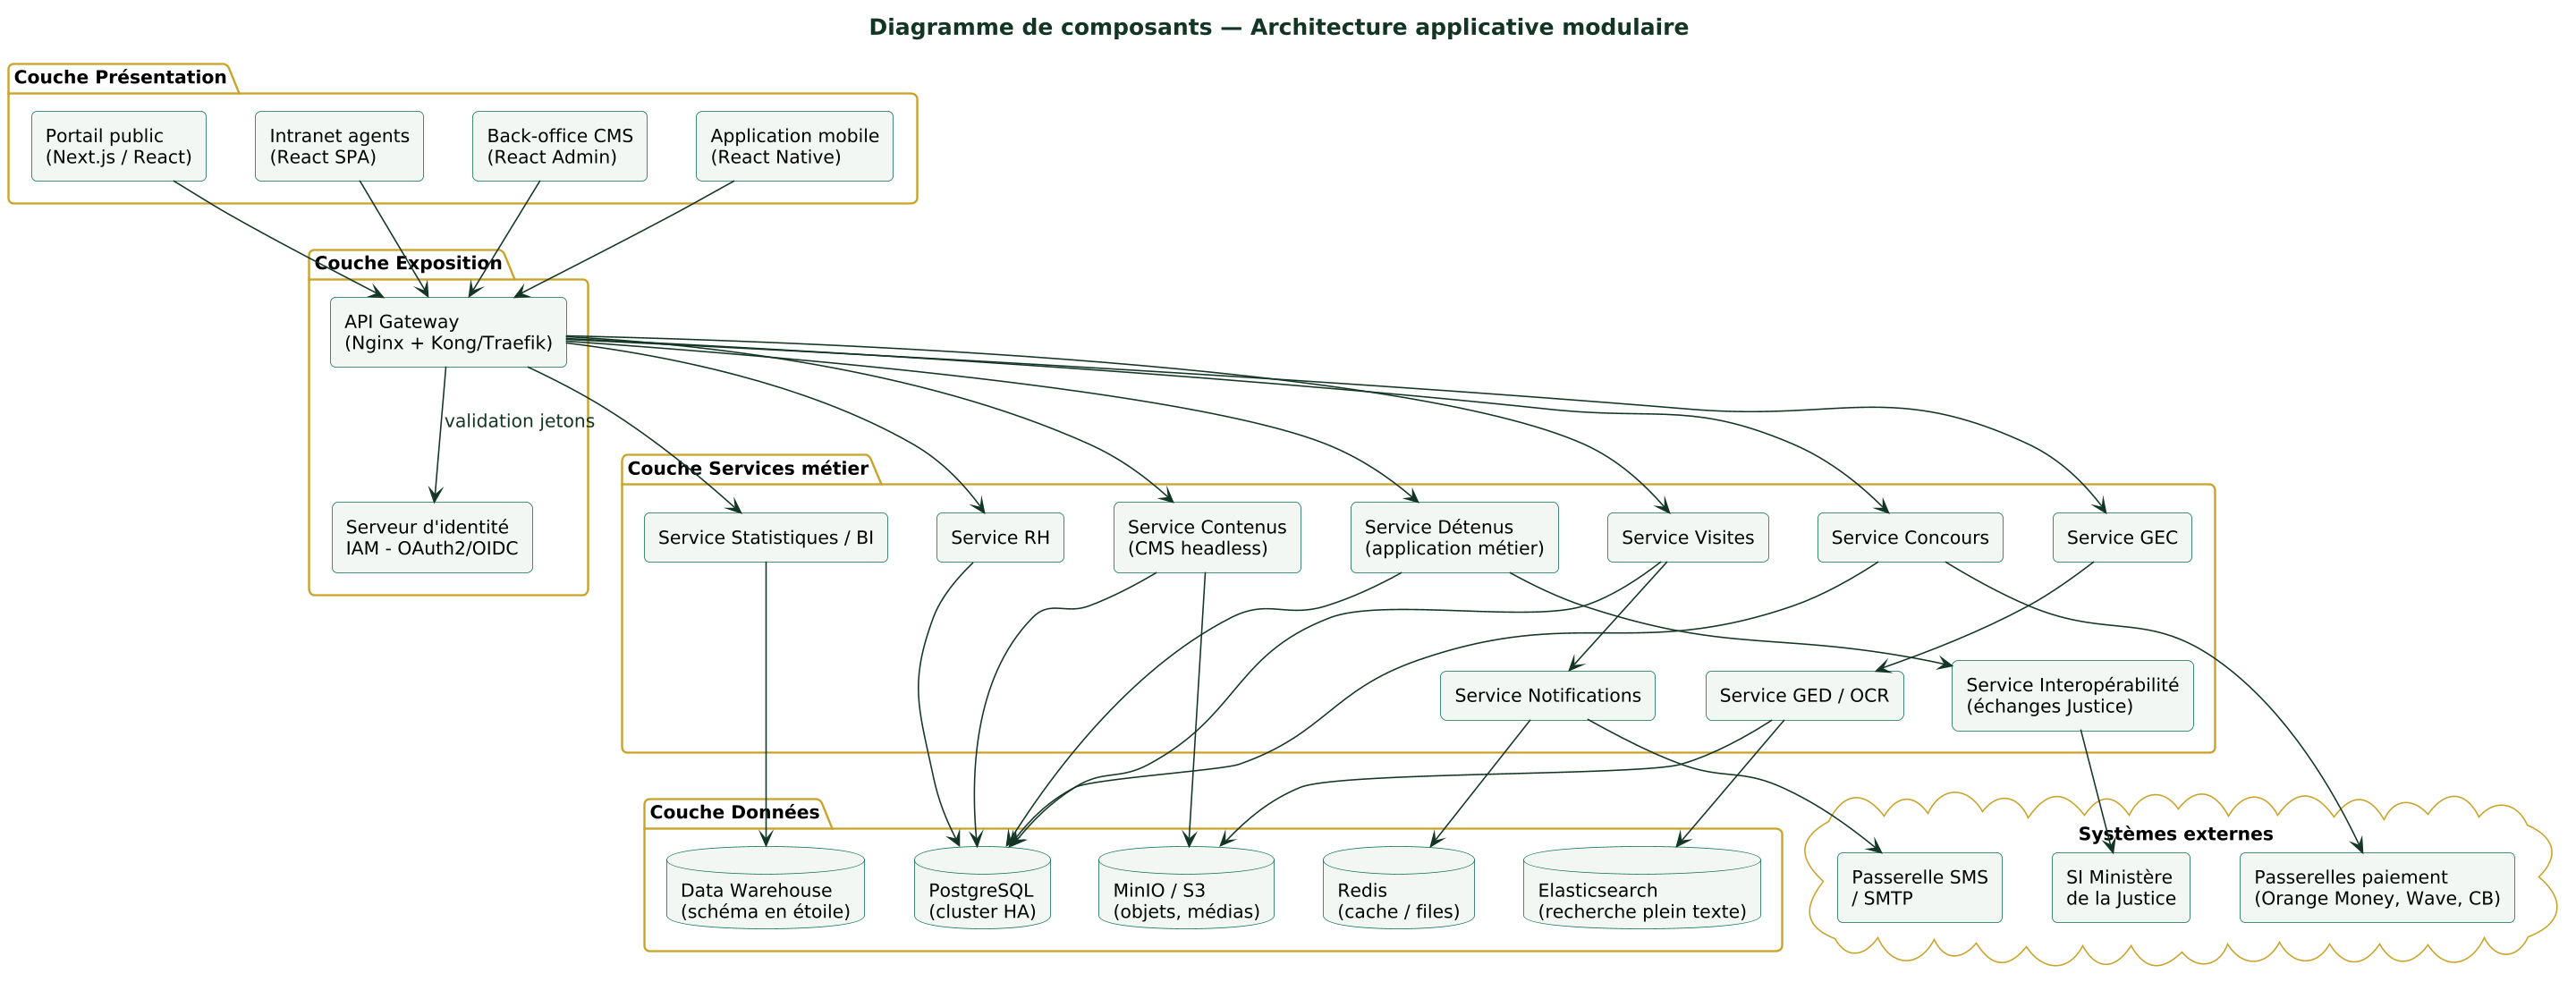 Diagramme de composants — Architecture applicative modulaire
Couche Présentation
Portail public
(Next.js / React)
Intranet agents
(React SPA)
Back-office CMS
(React Admin)
Application mobile
(React Native)
Couche Exposition
API Gateway
(Nginx + Kong/Traefik)
validation jetons
Serveur d'identité
IAM - OAuth2/OIDC
Couche Services métier
Service Statistiques / BI
Service RH
Service Contenus
(CMS headless)
Service Détenus
(application métier)
Service Visites
Service Concours
Service GEC
Service Notifications
Service GED / OCR
Service Interopérabilité
(échanges Justice)
Couche Données
Data Warehouse
(schéma en étoile)
PostgreSQL
(cluster HA)
MinIO / S3
(objets, médias)
Redis
(cache / files)
Elasticsearch
(recherche plein texte)
Systèmes externes
Passerelle SMS
/ SMTP
SI Ministère
de la Justice
Passerelles paiement
(Orange Money, Wave, CB)